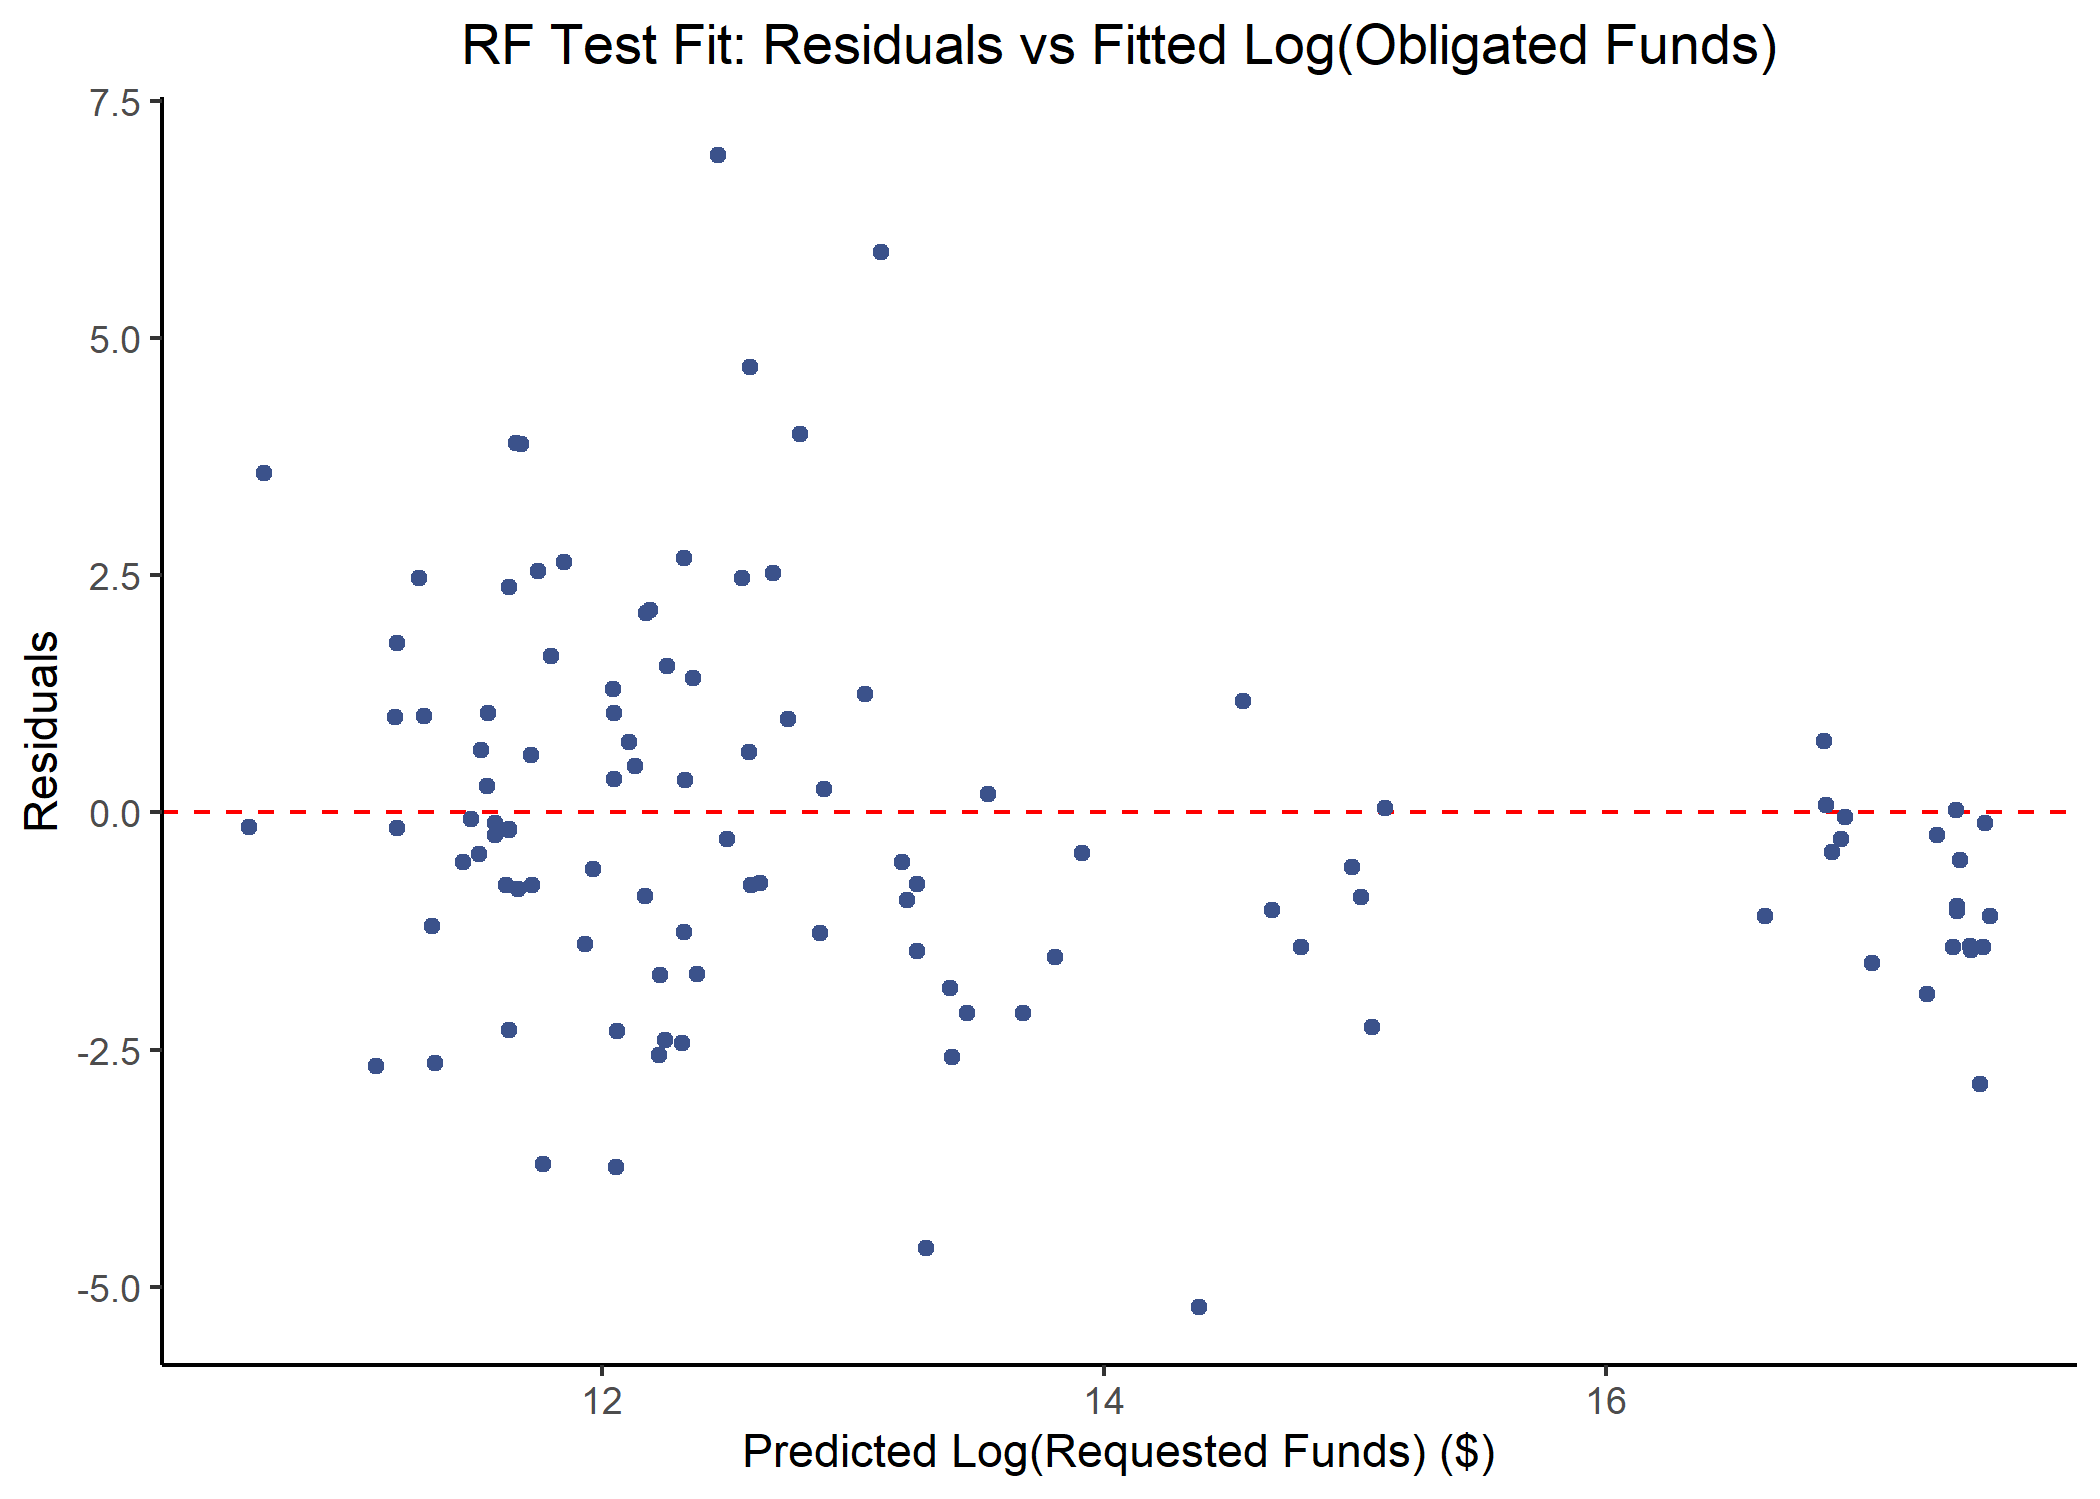 RF Test Fit: Residuals vs Fitted Log(Obligated Funds)
7.5
5.0
2.5
0.0
-2.5
-5.0
Residuals
12 14 16
Predicted Log(Requested Funds) ($)